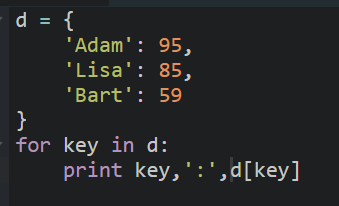 d = {
    'Adam': 95,
    'Lisa': 85,
    'Bart': 59
}
for key in d:
    print key,':',d[key]